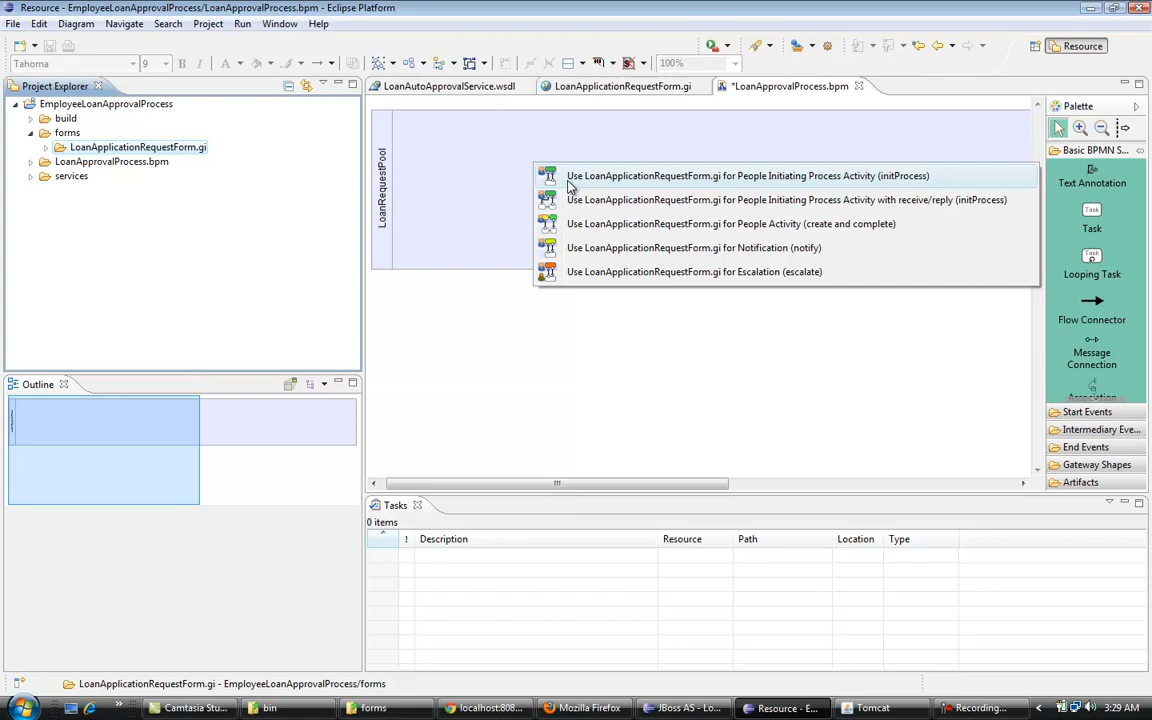 Resource - EmployeeLoanApprovalProcess/LoanApprovalProcess.bpm - Eclipse Platform
File Edit Diagram Navigate Search Project Run Window Help
Tahoma 9 B I A 100% Resource
Project Explorer
LoanAutoApprovalService.wsdl LoanApplicationRequestForm.gi *LoanApprovalProcess.bpm
EmployeeLoanApprovalProcess
build
forms
LoanApplicationRequestForm.gi
LoanApprovalProcess.bpm
services
LoanRequestPool
Use LoanApplicationRequestForm.gi for People Initiating Process Activity (initProcess)
Use LoanApplicationRequestForm.gi for People Initiating Process Activity with receive/reply (initProcess)
Use LoanApplicationRequestForm.gi for People Activity (create and complete)
Use LoanApplicationRequestForm.gi for Notification (notify)
Use LoanApplicationRequestForm.gi for Escalation (escalate)
Palette
Basic BPMN S...
Text Annotation
Task
Looping Task
Flow Connector
Message
Connection
Association
Start Events
Intermediary Eve...
End Events
Gateway Shapes
Artifacts
Outline
Tasks
0 items
! Description Resource Path Location Type
LoanApplicationRequestForm.gi - EmployeeLoanApprovalProcess/forms
Camtasia Stu... bin forms localhost:808... Mozilla Firefox JBoss AS - Lo... Resource - E... Tomcat Recording... 3:29 AM